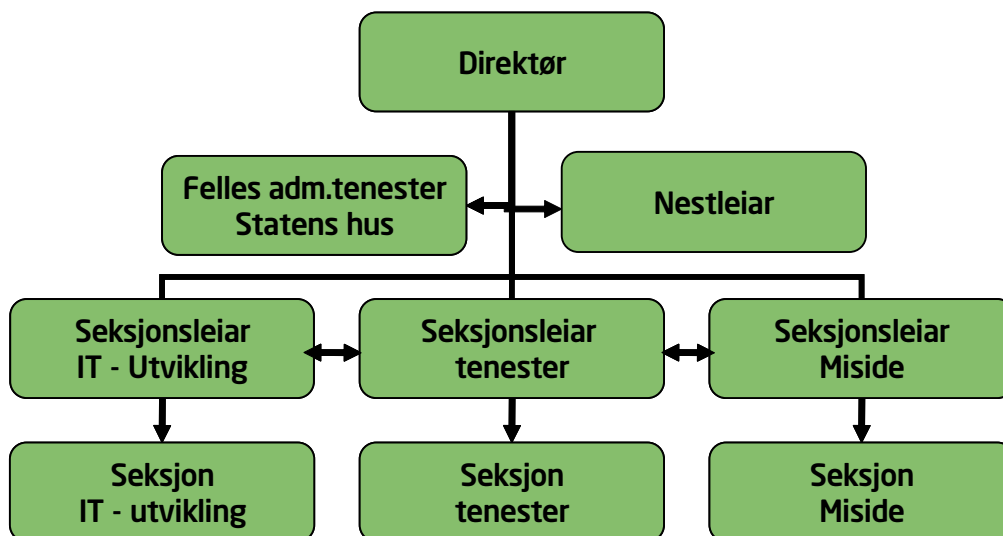 Direktør
Felles adm.tenester
Statens hus
Nestleiar
Seksjonsleiar
IT - Utvikling
Seksjonsleiar
tenester
Seksjonsleiar
Miside
Seksjon
IT - utvikling
Seksjon
tenester
Seksjon
Miside